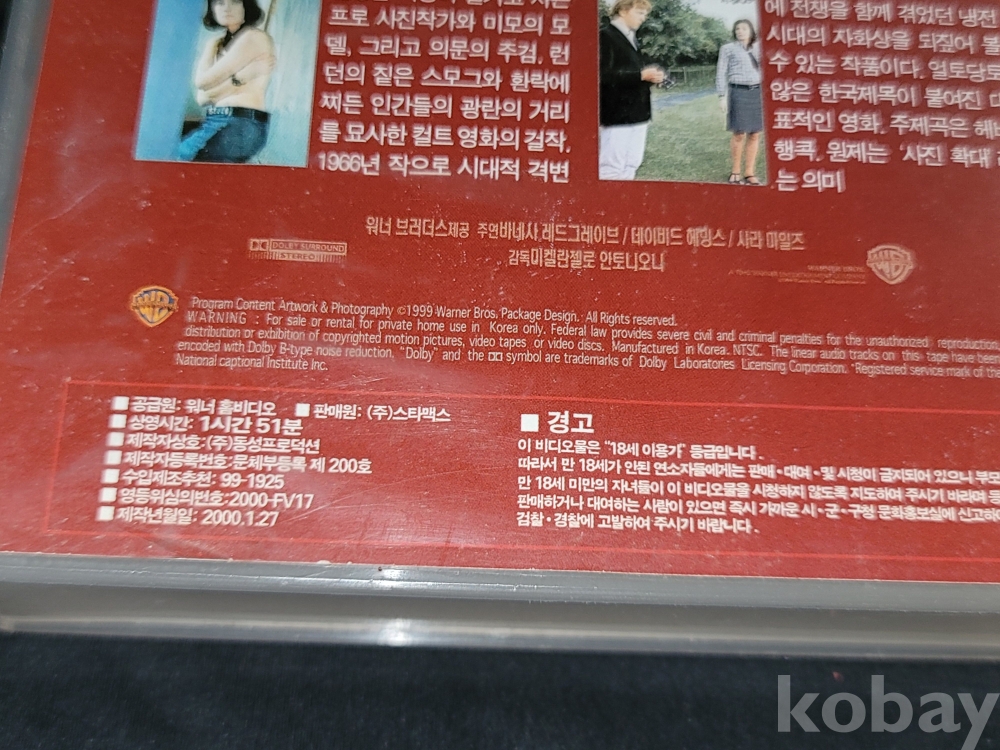 프로 사진작가와 미모의 모
델, 그리고 의문의 주검, 런
던의 짙은 스모그와 환락에
찌든 인간들의 광란의 거리
를 묘사한 컬트 영화의 걸작,
1966년 작으로 시대적 격변
에 전쟁을 함께 겪었던 냉전
시대의 자화상을 되짚어 볼
수 있는 작품이다. 얼토당토
않은 한국제목이 붙여진
표적인 영화. 주제곡은
행콕. 원제는 '사진 확대
는 의미
워너 브러더스제공 주연바네사 레드그레이브 / 데이비드 헤밍스 / 사라 마일즈
감독미켈란젤로 안토니오니
DOLBY SURROUND
STEREO
WB
Program Content Artwork & Photography ©1999 Warner Bros. Package Design. All Rights reserved.
WARNING : For sale or rental for private home use in Korea only. Federal law provides severe civil and criminal penalties for the unauthorized reproduction
distribution or exhibition of copyrighted motion pictures, video tapes or video discs. Manufactured in Korea. NTSC. The linear audio tracks on this tape have been
encoded with Dolby B-type noise reduction. "Dolby" and the symbol are trademarks of Dolby Laboratories Licensing Corporation. *Registered service mark of the
National captional Institute Inc.
■ 공급원: 워너 홈비디오 ■ 판매원: (주)스타맥스
■ 상영시간: 1시간 51분
■ 제작자상호: (주)동성프로덕션
■ 제작자등록번호: 문체부등록 제 200호
■ 수입제조추천: 99-1925
■ 영등위심의번호: 2000-FV17
■ 제작년월일: 2000.1.27
■ 경고
이 비디오물은 "18세 이용가" 등급입니다.
따라서 만 18세가 안된 연소자들에게는 판매·대여·및 시청이 금지되어 있으니 부모
만 18세 미만의 자녀들이 이 비디오물을 시청하지 않도록 지도하여 주시기 바라며
판매하거나 대여하는 사람이 있으면 즉시 가까운 시·군·구청 문화홍보실에 신고하
검찰·경찰에 고발하여 주시기 바랍니다.
kobay